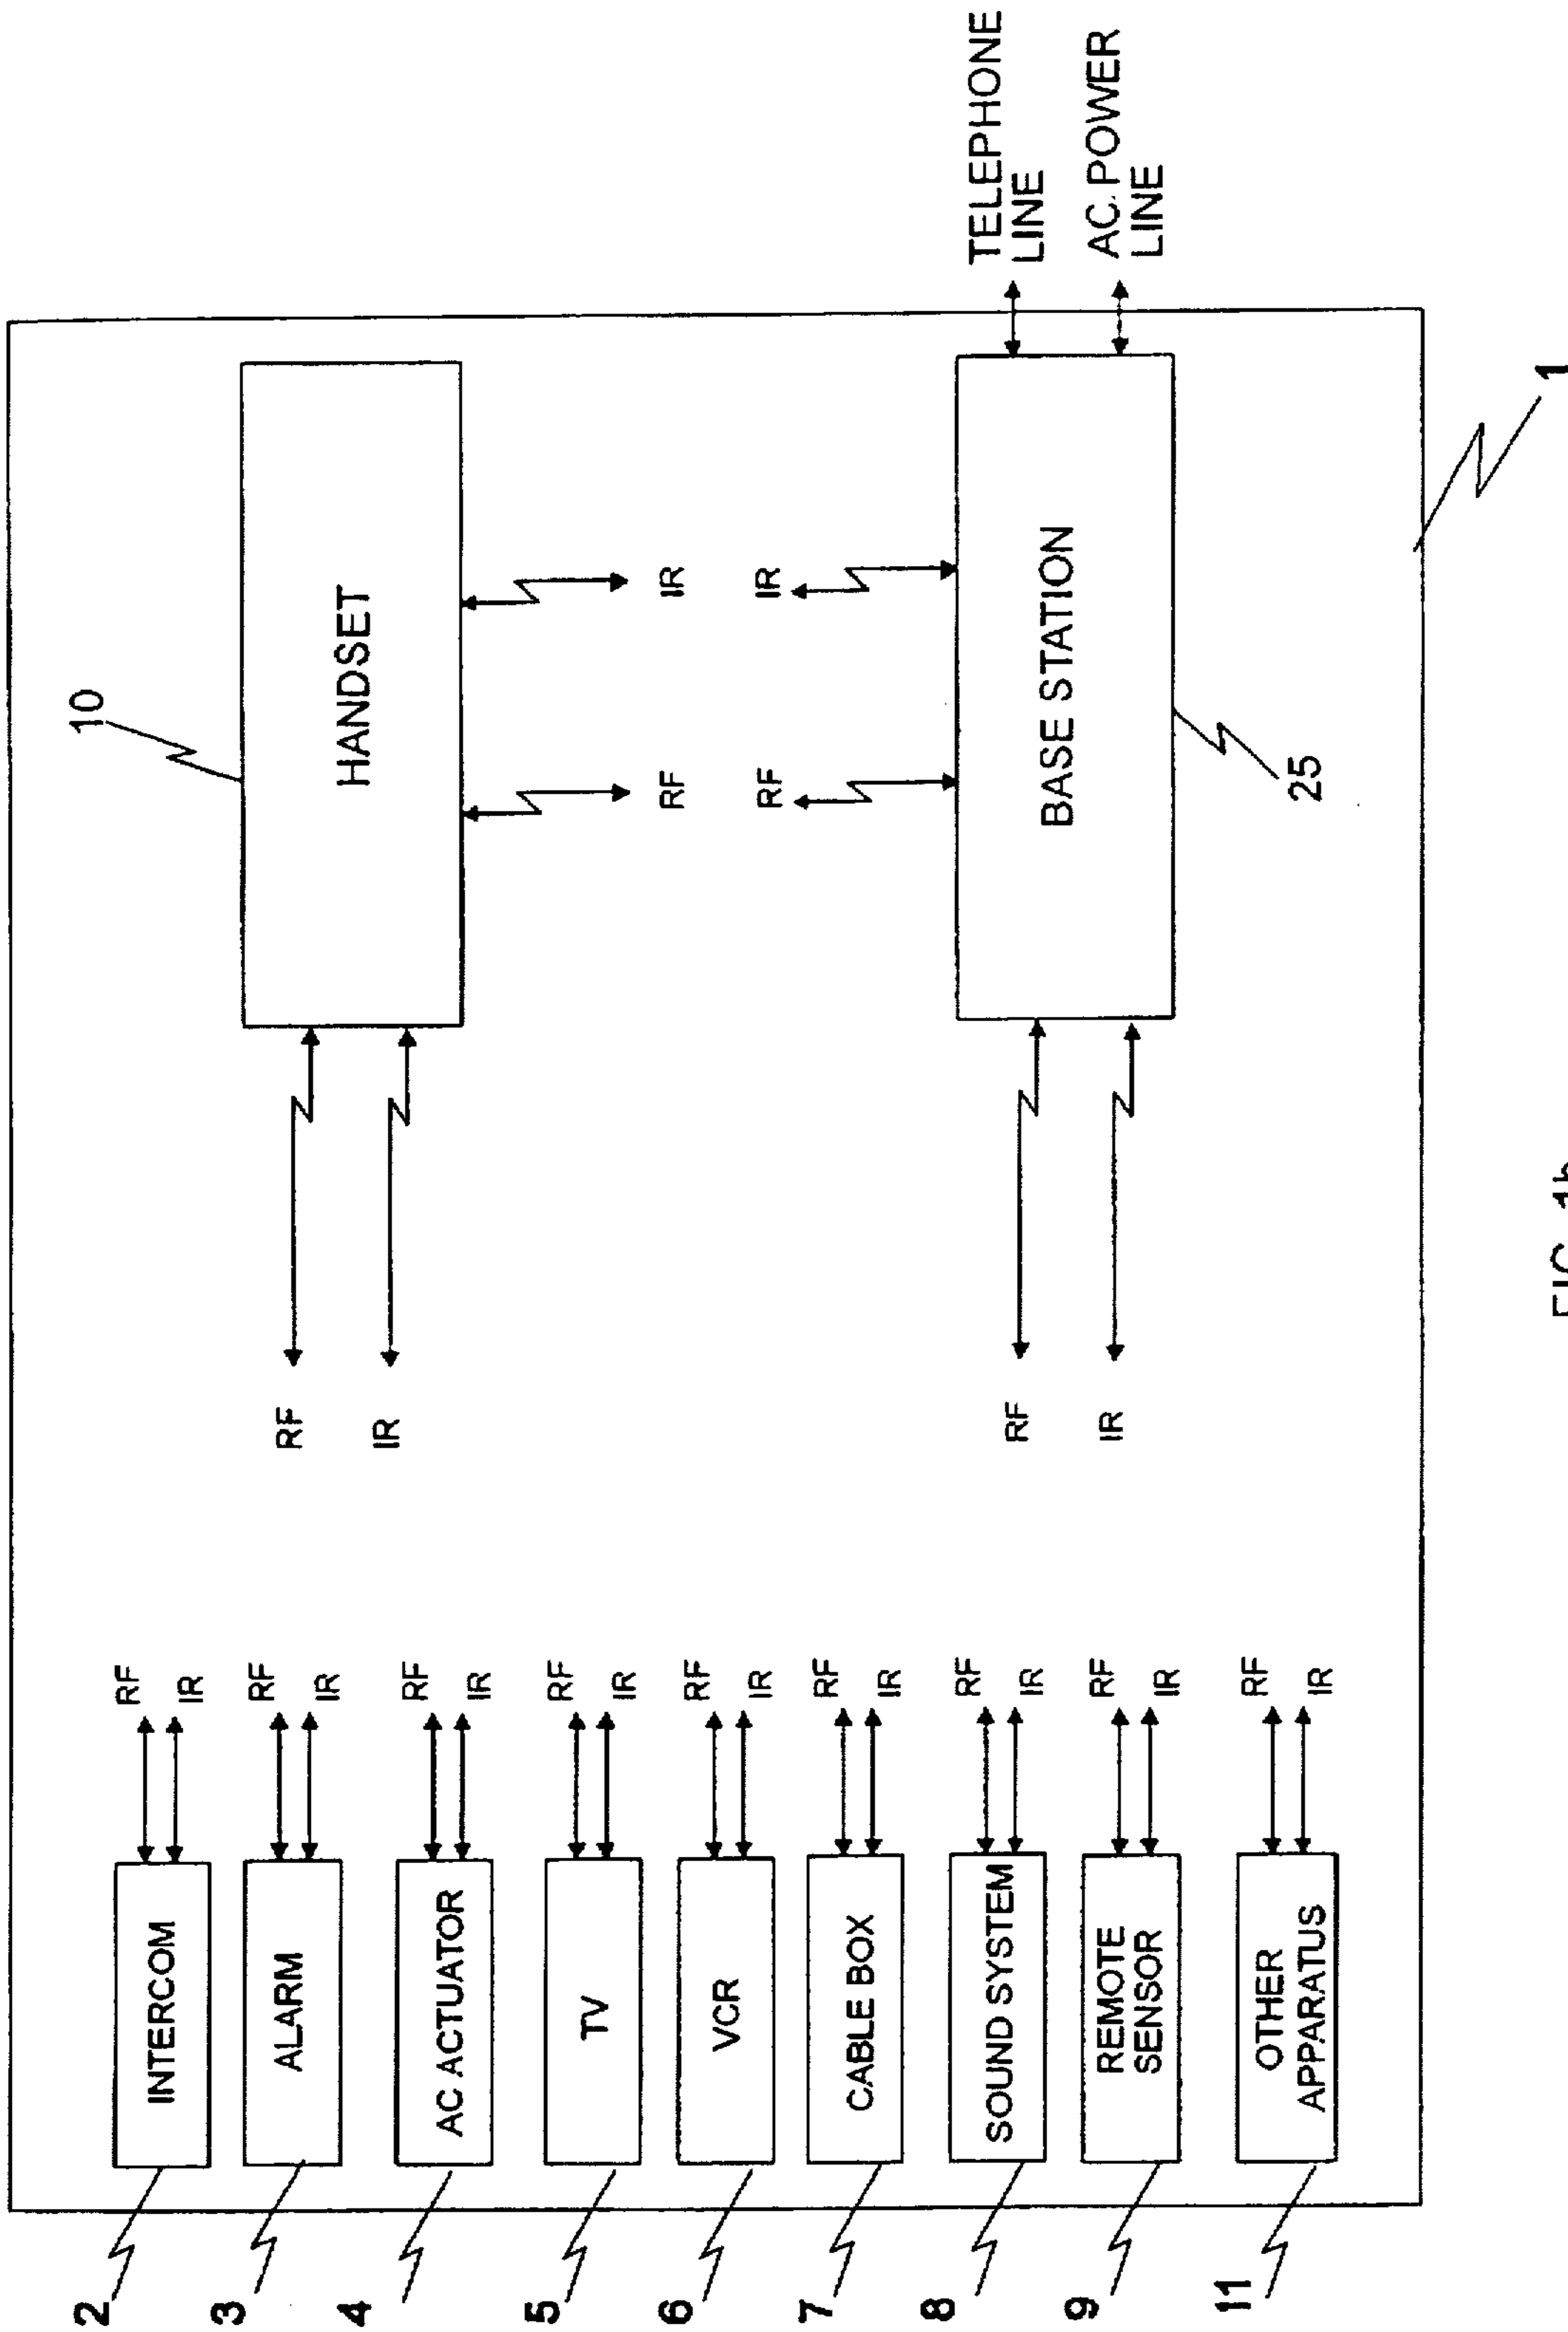 2
INTERCOM
RF
IR
3
ALARM
RF
IR
4
AC ACTUATOR
RF
IR
5
TV
RF
IR
6
VCR
RF
IR
7
CABLE BOX
RF
IR
8
SOUND SYSTEM
RF
IR
9
REMOTE
SENSOR
RF
IR
11
OTHER
APPARATUS
RF
IR
10
HANDSET
RF
IR
RF
IR
RF
IR
BASE STATION
RF
IR
25
TELEPHONE
LINE
AC. POWER
LINE
1
FIG. 1b